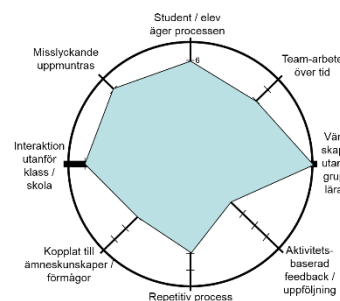 Student / elev
äger processen
6
Misslyckande
uppmuntras
Team-arbete
över tid
Interaktion
utanför
klass /
skola
utan
Kopplat till
ämneskunskaper /
förmågor
Aktivitets-
baserad
feedback /
uppföljning
Repetitiv process